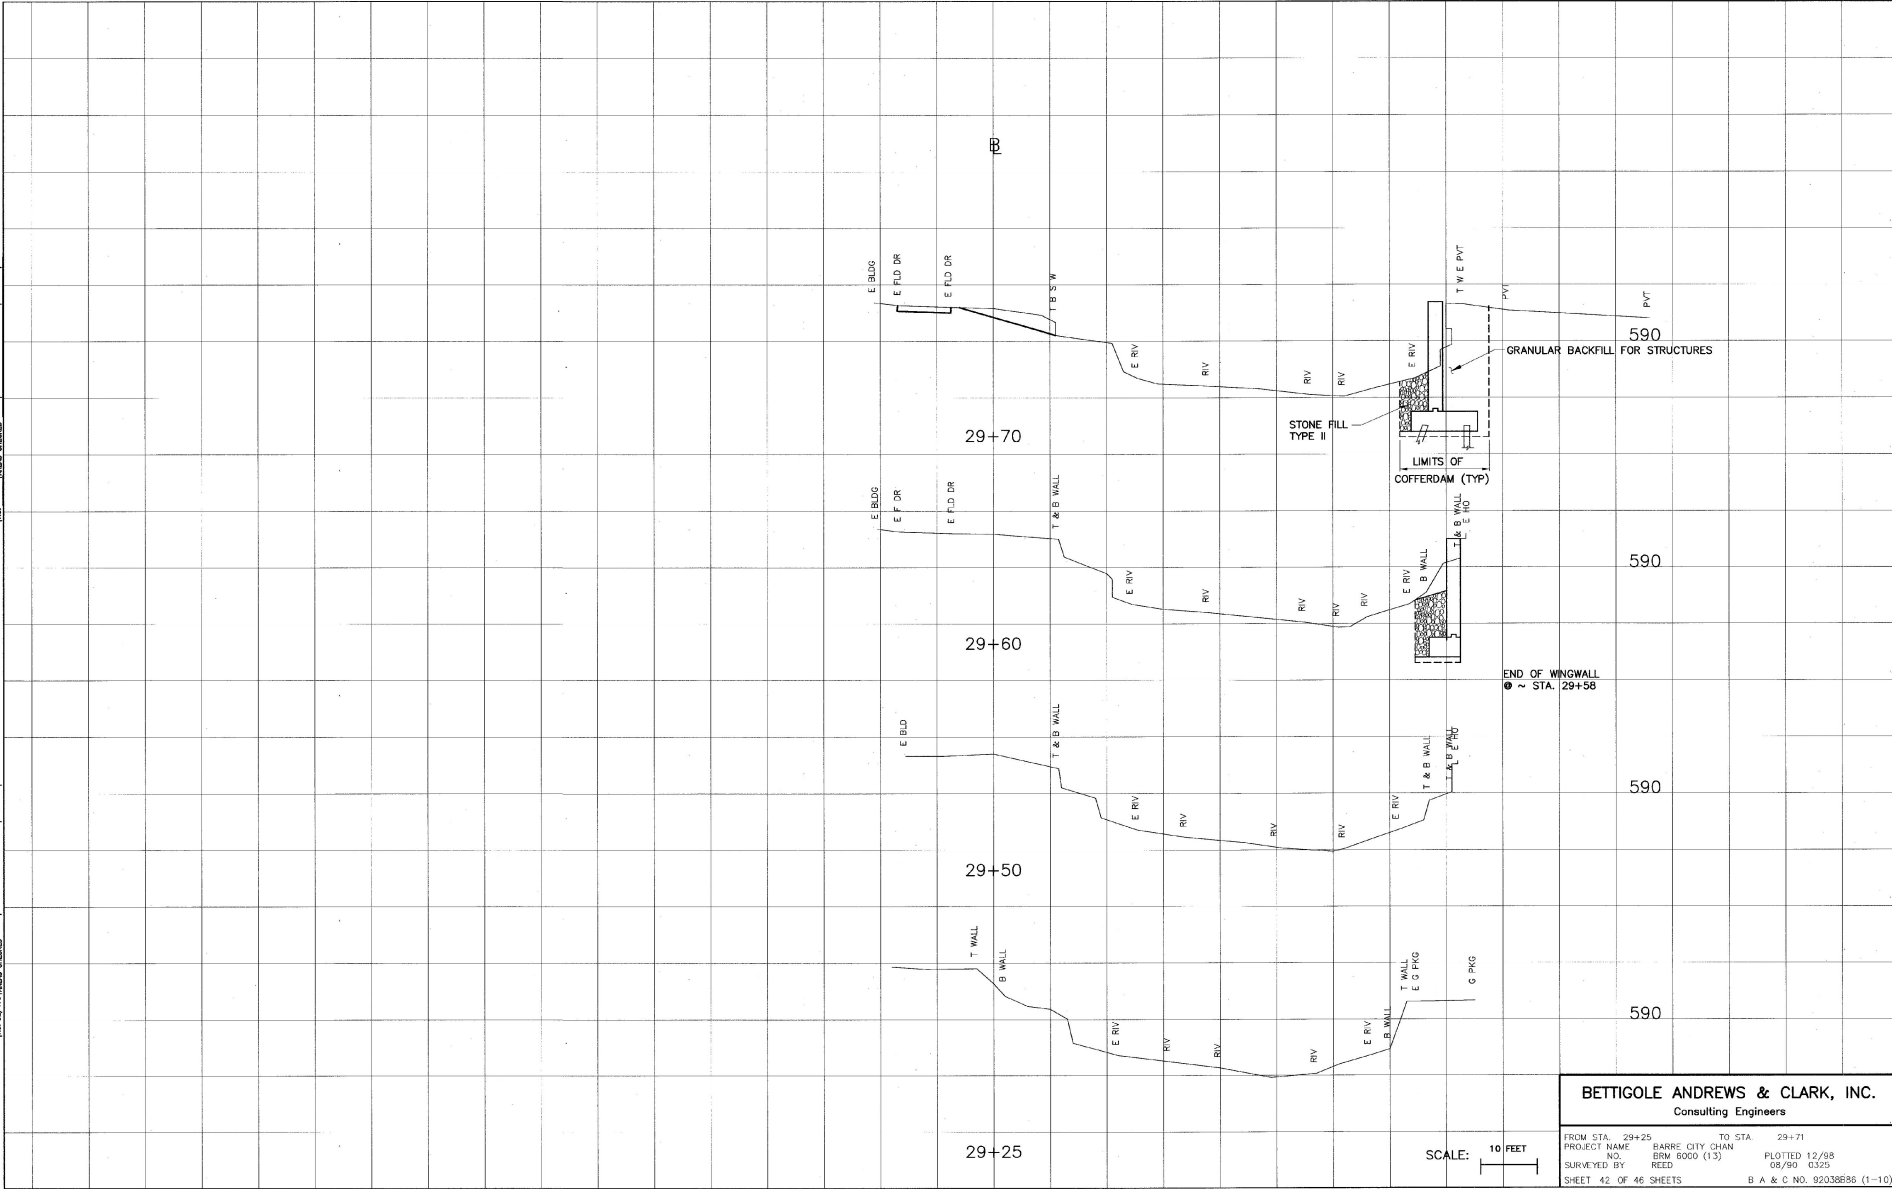 ℄
E BLDG
E FLD DR
E FLD DR
T B S W
E RIV
RIV
RIV
RIV
E RIV
T W E PVT
PVT
PVT
590
GRANULAR BACKFILL FOR STRUCTURES
STONE FILL
TYPE II
29+70
LIMITS OF
COFFERDAM (TYP)
E BLDG
E F DR
E FLD DR
T & B WALL
E RIV
RIV
RIV
RIV
RIV
E RIV
B WALL
T & B WALL
L E HO
590
29+60
END OF WINGWALL
@ ~ STA. 29+58
E BLD
T & B WALL
E RIV
RIV
RIV
RIV
E RIV
T & B WALL
T & B WALL
L E HO
590
29+50
T WALL
B WALL
E RIV
RIV
RIV
RIV
E RIV
B WALL
T WALL
E G PKG
G PKG
590
29+25
SCALE: 10 FEET
BETTIGOLE ANDREWS & CLARK, INC.
Consulting Engineers
FROM STA. 29+25 TO STA. 29+71
PROJECT NAME BARRE CITY CHAN
NO. BRM 6000 (13) PLOTTED 12/98
SURVEYED BY REED 08/90 0325
SHEET 42 OF 46 SHEETS B A & C NO. 92038B86 (1-10)